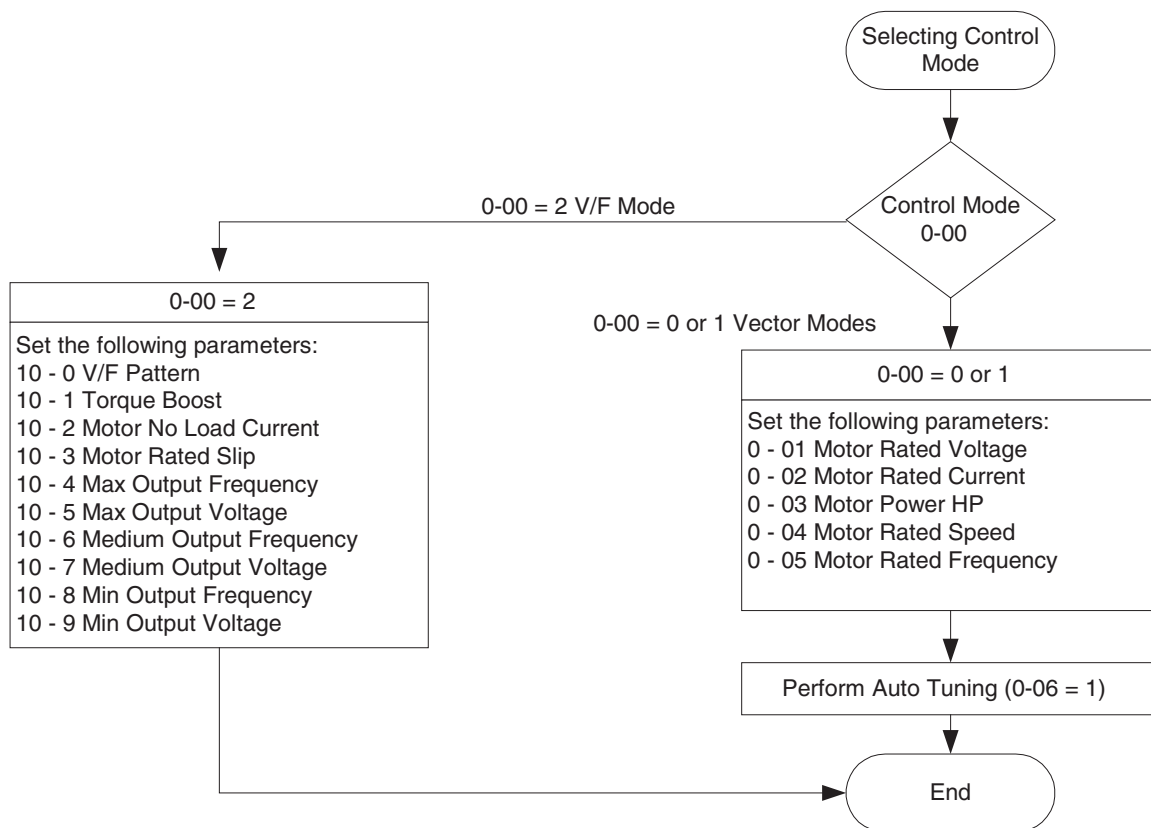 Selecting Control
Mode
Control Mode
0-00
0-00 = 2 V/F Mode
0-00 = 2
Set the following parameters:
10 - 0 V/F Pattern
10 - 1 Torque Boost
10 - 2 Motor No Load Current
10 - 3 Motor Rated Slip
10 - 4 Max Output Frequency
10 - 5 Max Output Voltage
10 - 6 Medium Output Frequency
10 - 7 Medium Output Voltage
10 - 8 Min Output Frequency
10 - 9 Min Output Voltage
0-00 = 0 or 1 Vector Modes
0-00 = 0 or 1
Set the following parameters:
0 - 01 Motor Rated Voltage
0 - 02 Motor Rated Current
0 - 03 Motor Power HP
0 - 04 Motor Rated Speed
0 - 05 Motor Rated Frequency
Perform Auto Tuning (0-06 = 1)
End